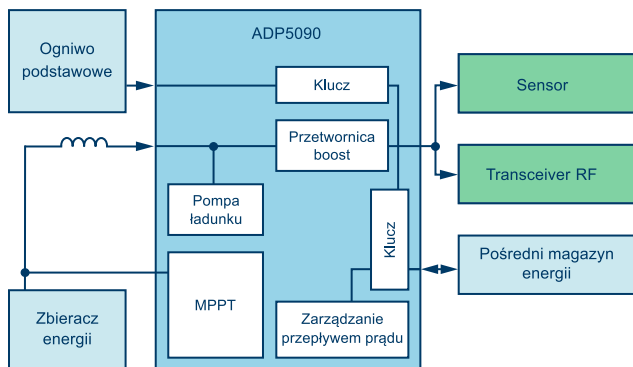 ADP5090
Ogniwo
podstawowe
Klucz
Sensor
Przetwornica
boost
Transceiver RF
Pompa
ładunku
Klucz
Pośredni magazyn
energii
MPPT
Zbieracz
energii
Zarządzanie
przepływem prądu